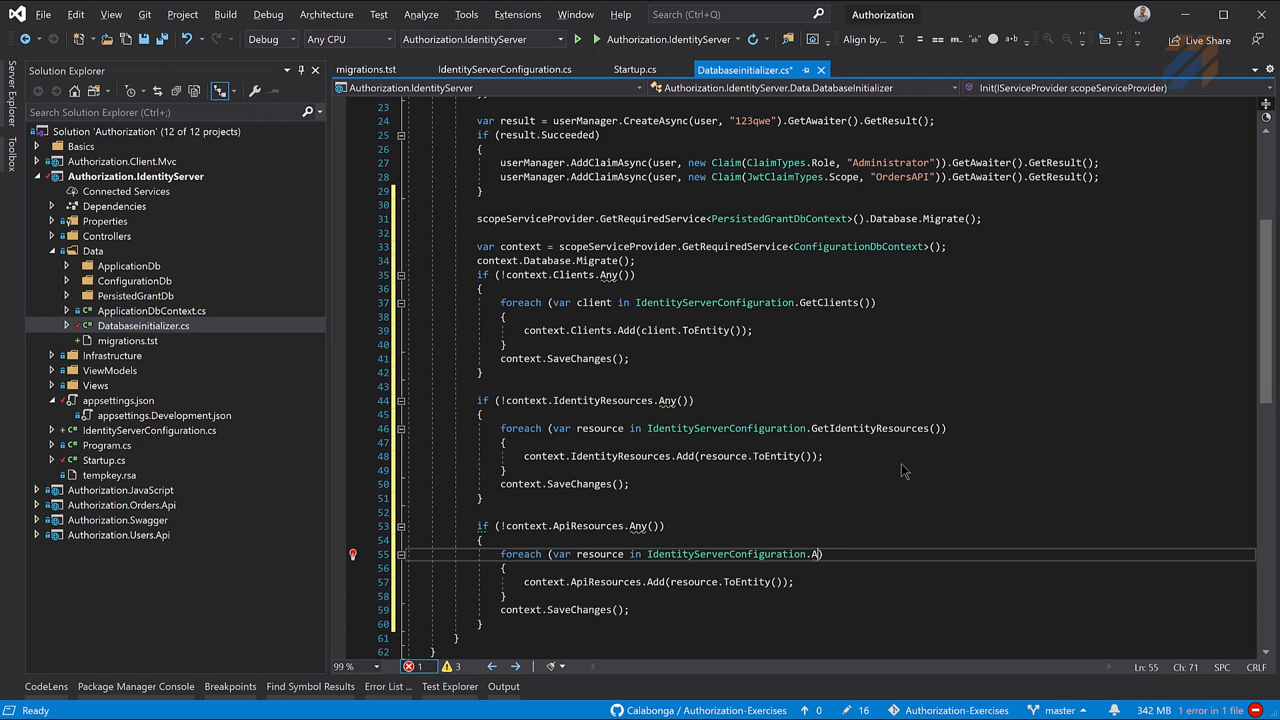 File Edit View Git Project Build Debug Architecture Test Analyze Tools Extensions Window Help Search (Ctrl+Q) Authorization
Debug Any CPU Authorization.IdentityServer Authorization.IdentityServer Align by... Live Share
Server Explorer
Toolbox
Solution Explorer
Search Solution Explorer (Ctrl+;)
Solution 'Authorization' (12 of 12 projects)
Basics
Authorization.Client.Mvc
Authorization.IdentityServer
Connected Services
Dependencies
Properties
Controllers
Data
ApplicationDb
ConfigurationDb
PersistedGrantDb
ApplicationDbContext.cs
Databaseinitializer.cs
migrations.tst
Infrastructure
ViewModels
Views
appsettings.json
appsettings.Development.json
IdentityServerConfiguration.cs
Program.cs
Startup.cs
tempkey.rsa
Authorization.JavaScript
Authorization.Orders.Api
Authorization.Swagger
Authorization.Users.Api
migrations.tst IdentityServerConfiguration.cs Startup.cs Databaseinitializer.cs*
Authorization.IdentityServer Authorization.IdentityServer.Data.DatabaseInitializer Init(IServiceProvider scopeServiceProvider)
23
24 var result = userManager.CreateAsync(user, "123qwe").GetAwaiter().GetResult();
25 if (result.Succeeded)
26 {
27 userManager.AddClaimAsync(user, new Claim(ClaimTypes.Role, "Administrator")).GetAwaiter().GetResult();
28 userManager.AddClaimAsync(user, new Claim(JwtClaimTypes.Scope, "OrdersAPI")).GetAwaiter().GetResult();
29 }
30
31 scopeServiceProvider.GetRequiredService<PersistedGrantDbContext>().Database.Migrate();
32
33 var context = scopeServiceProvider.GetRequiredService<ConfigurationDbContext>();
34 context.Database.Migrate();
35 if (!context.Clients.Any())
36 {
37 foreach (var client in IdentityServerConfiguration.GetClients())
38 {
39 context.Clients.Add(client.ToEntity());
40 }
41 context.SaveChanges();
42 }
43
44 if (!context.IdentityResources.Any())
45 {
46 foreach (var resource in IdentityServerConfiguration.GetIdentityResources())
47 {
48 context.IdentityResources.Add(resource.ToEntity());
49 }
50 context.SaveChanges();
51 }
52
53 if (!context.ApiResources.Any())
54 {
55 foreach (var resource in IdentityServerConfiguration.A)
56 {
57 context.ApiResources.Add(resource.ToEntity());
58 }
59 context.SaveChanges();
60 }
61 }
62 }
99 % 1 3 Ln: 55 Ch: 71 SPC CRLF
CodeLens Package Manager Console Breakpoints Find Symbol Results Error List ... Test Explorer Output
Ready Calabonga / Authorization-Exercises 0 16 Authorization-Exercises master 342 MB 1 error in 1 file